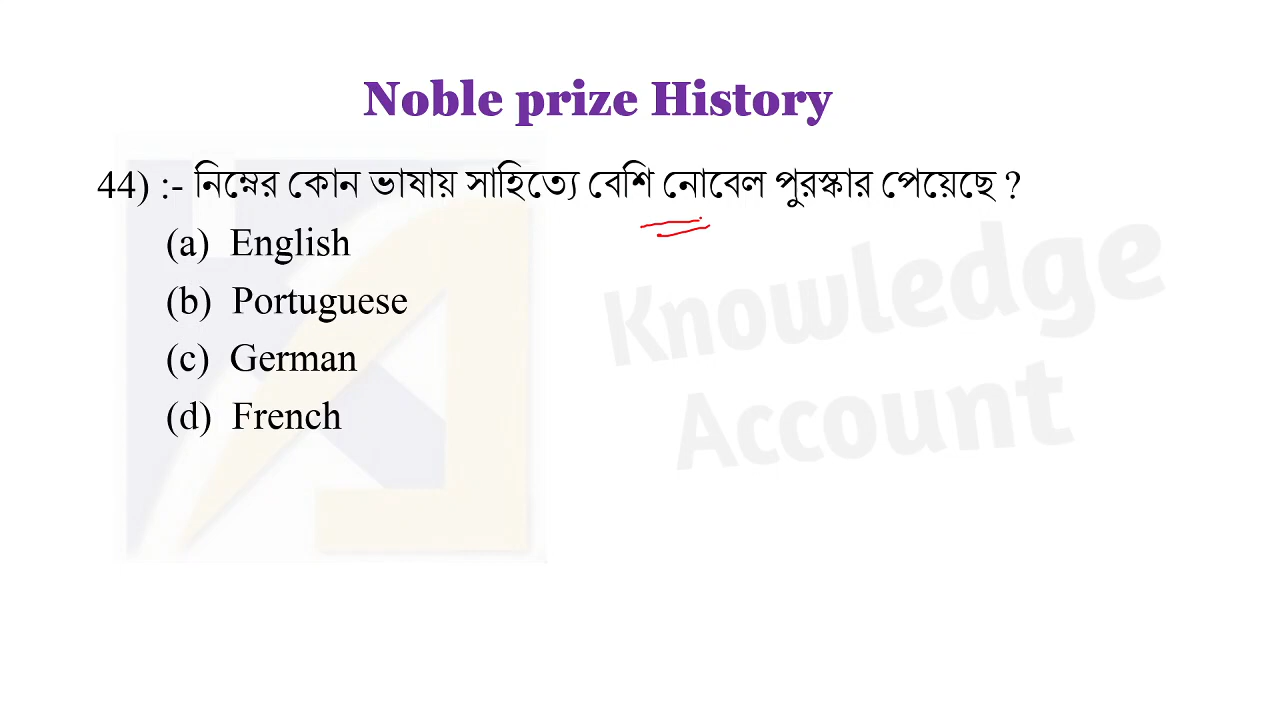 Noble prize History
44) :- নিম্নের কোন ভাষায় সাহিত্যে বেশি নোবেল পুরস্কার পেয়েছে ?
(a) English
(b) Portuguese
(c) German
(d) French
Knowledge
Account